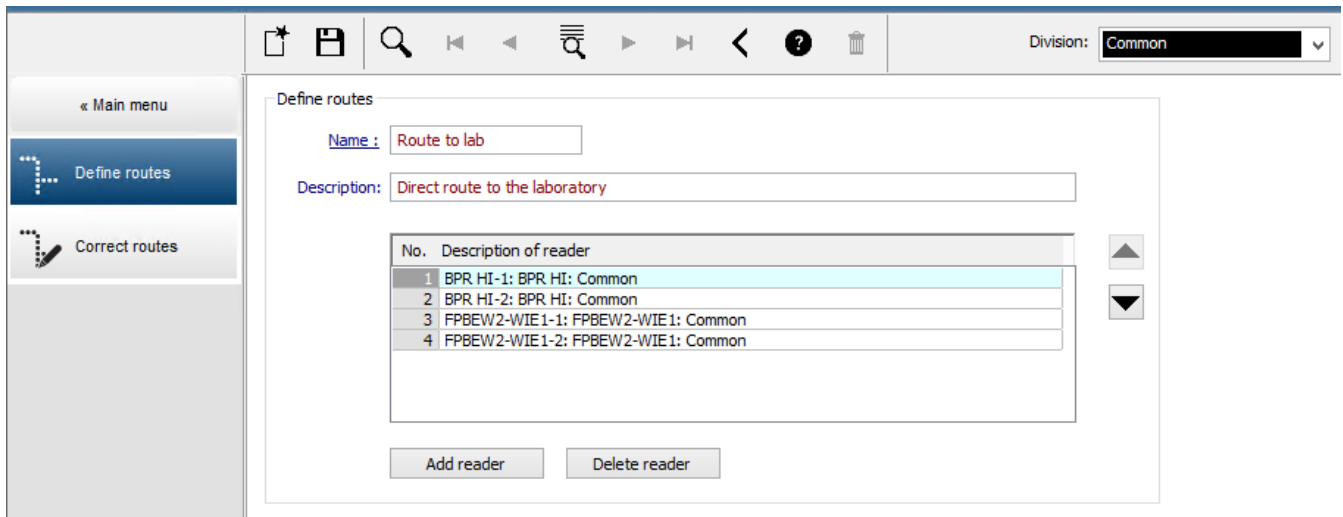 Division: Common
« Main menu
Define routes
Correct routes
Define routes
Name : Route to lab
Description: Direct route to the laboratory
No. Description of reader
1 BPR HI-1: BPR HI: Common
2 BPR HI-2: BPR HI: Common
3 FPBEW2-WIE1-1: FPBEW2-WIE1: Common
4 FPBEW2-WIE1-2: FPBEW2-WIE1: Common
Add reader Delete reader